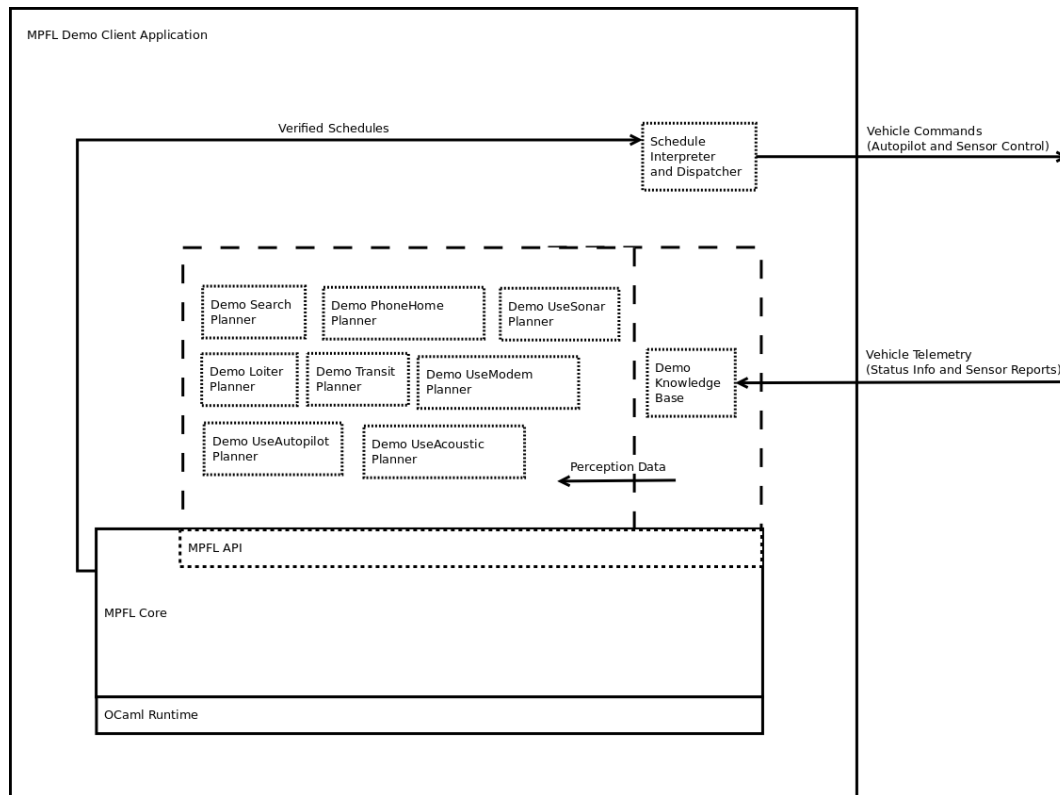 MPFL Demo Client Application
Verified Schedules
Schedule
Interpreter
and Dispatcher
Vehicle Commands
(Autopilot and Sensor Control)
Demo Search
Planner
Demo PhoneHome
Planner
Demo UseSonar
Planner
Demo Loiter
Planner
Demo Transit
Planner
Demo UseModem
Planner
Demo
Knowledge
Base
Vehicle Telemetry
(Status Info and Sensor Reports)
Demo UseAutopilot
Planner
Demo UseAcoustic
Planner
Perception Data
MPFL API
MPFL Core
OCaml Runtime